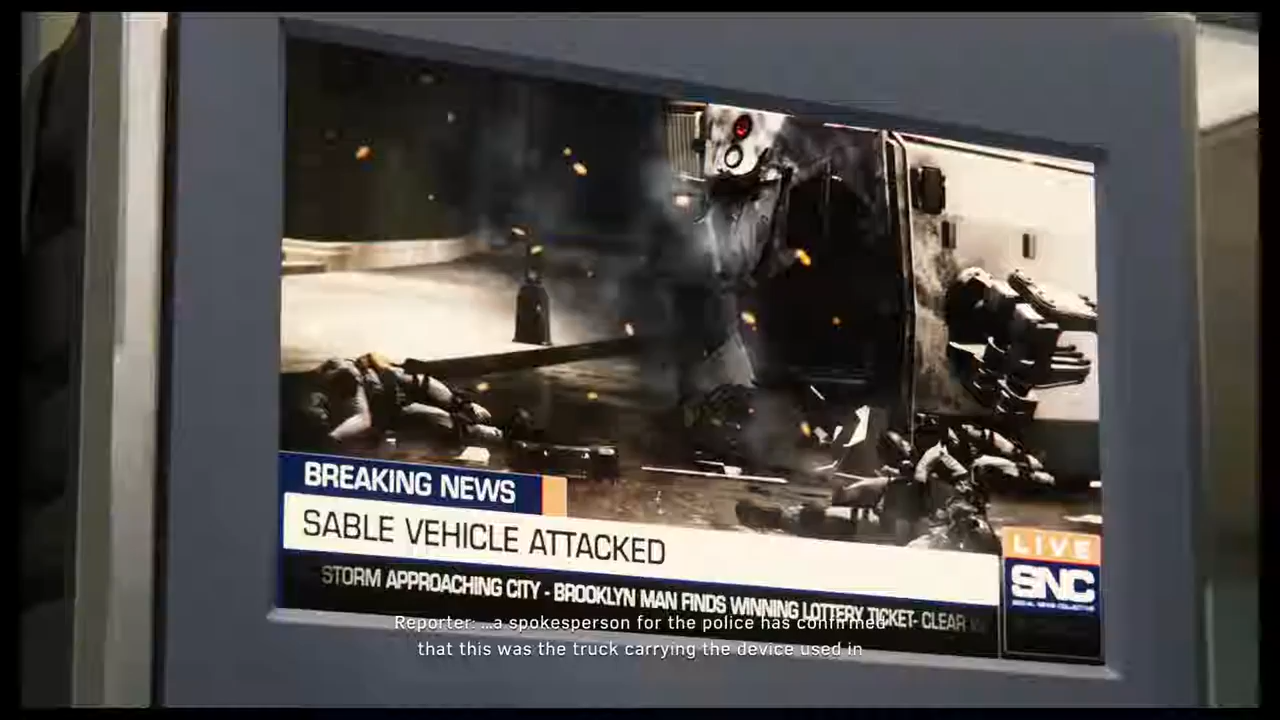 BREAKING NEWS
SABLE VEHICLE ATTACKED
LIVE
SNC
STORM APPROACHING CITY - BROOKLYN MAN FINDS WINNING LOTTERY TICKET- CLEAR
Reporter: ...a spokesperson for the police has confirmed
that this was the truck carrying the device used in